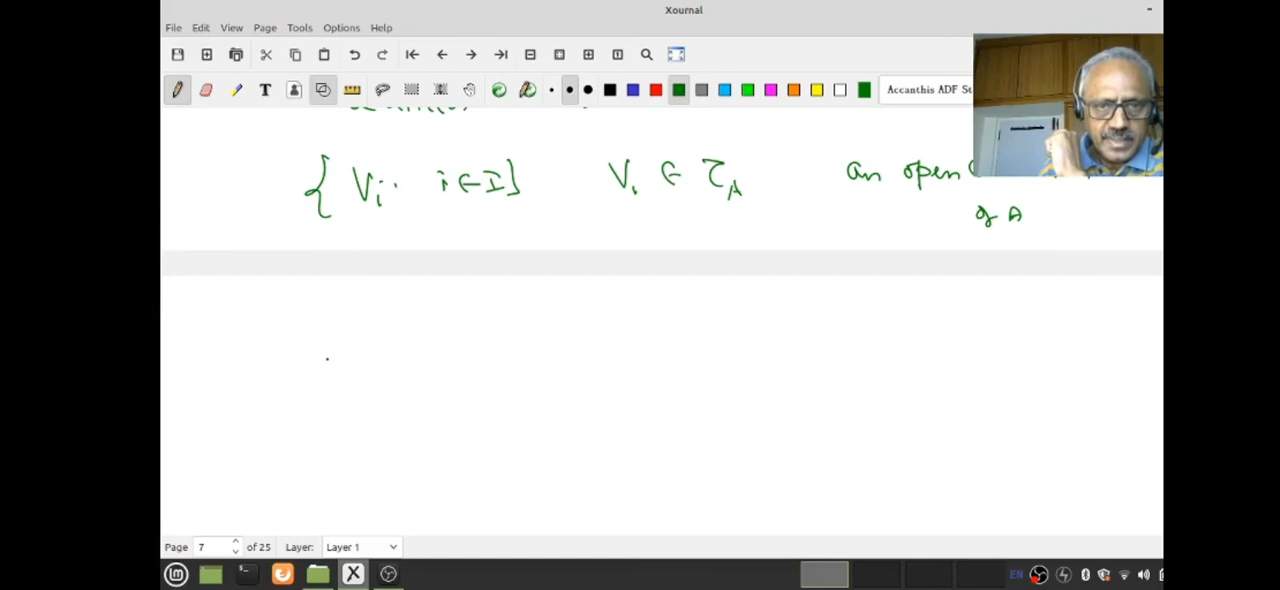 Xournal
File Edit View Page Tools Options Help
Accanthis ADF St
{ Vi : i ∈ I } Vi ∈ τA an open
of A
Page 7 of 25 Layer: Layer 1
EN